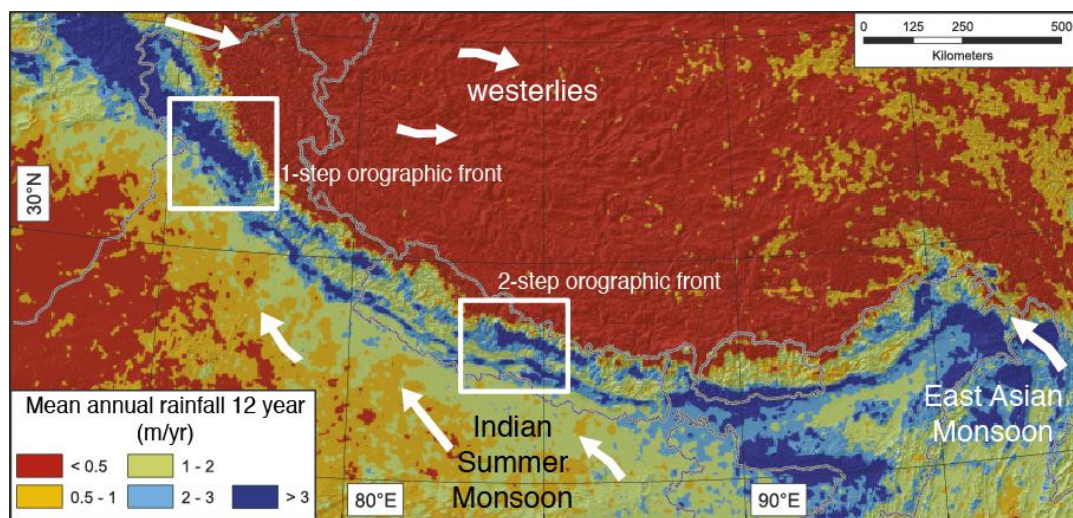 0 125 250 500
Kilometers
westerlies
1-step orographic front
30°N
2-step orographic front
Mean annual rainfall 12 year
(m/yr)
< 0.5
1 - 2
0.5 - 1
2 - 3
> 3
80°E
Indian
Summer
Monsoon
90°E
East Asian
Monsoon